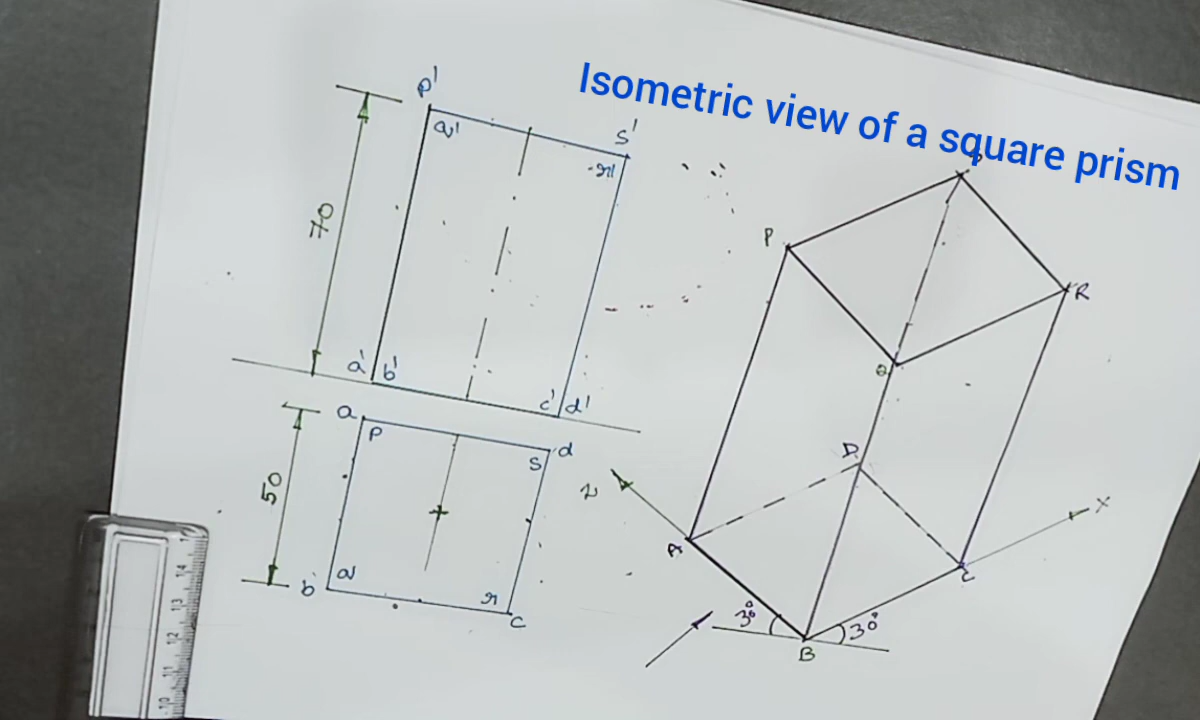 Isometric view of a square prism
p' s'
q' r'
70
a' b' c' d'
a d
p s
50
b q r c
P
R
Q
D
Z X
A C
30° 30°
B